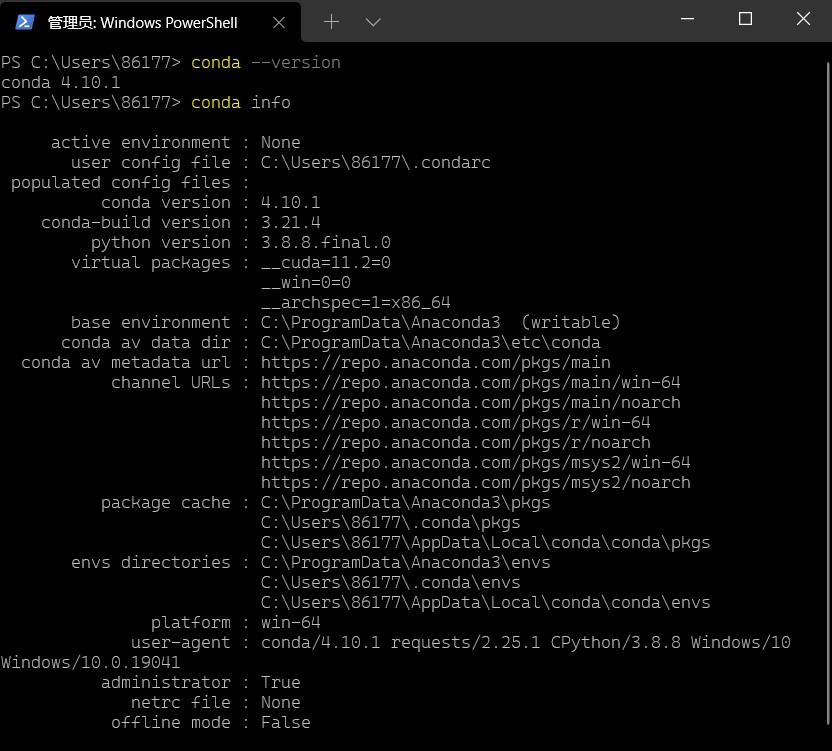 管理员: Windows PowerShell
PS C:\Users\86177> conda --version
conda 4.10.1
PS C:\Users\86177> conda info
active environment : None
user config file : C:\Users\86177\.condarc
populated config files :
conda version : 4.10.1
conda-build version : 3.21.4
python version : 3.8.8.final.0
virtual packages : __cuda=11.2=0
__win=0=0
__archspec=1=x86_64
base environment : C:\ProgramData\Anaconda3  (writable)
conda av data dir : C:\ProgramData\Anaconda3\etc\conda
conda av metadata url : https://repo.anaconda.com/pkgs/main
channel URLs : https://repo.anaconda.com/pkgs/main/win-64
https://repo.anaconda.com/pkgs/main/noarch
https://repo.anaconda.com/pkgs/r/win-64
https://repo.anaconda.com/pkgs/r/noarch
https://repo.anaconda.com/pkgs/msys2/win-64
https://repo.anaconda.com/pkgs/msys2/noarch
package cache : C:\ProgramData\Anaconda3\pkgs
C:\Users\86177\.conda\pkgs
C:\Users\86177\AppData\Local\conda\conda\pkgs
envs directories : C:\ProgramData\Anaconda3\envs
C:\Users\86177\.conda\envs
C:\Users\86177\AppData\Local\conda\conda\envs
platform : win-64
user-agent : conda/4.10.1 requests/2.25.1 CPython/3.8.8 Windows/10
Windows/10.0.19041
administrator : True
netrc file : None
offline mode : False